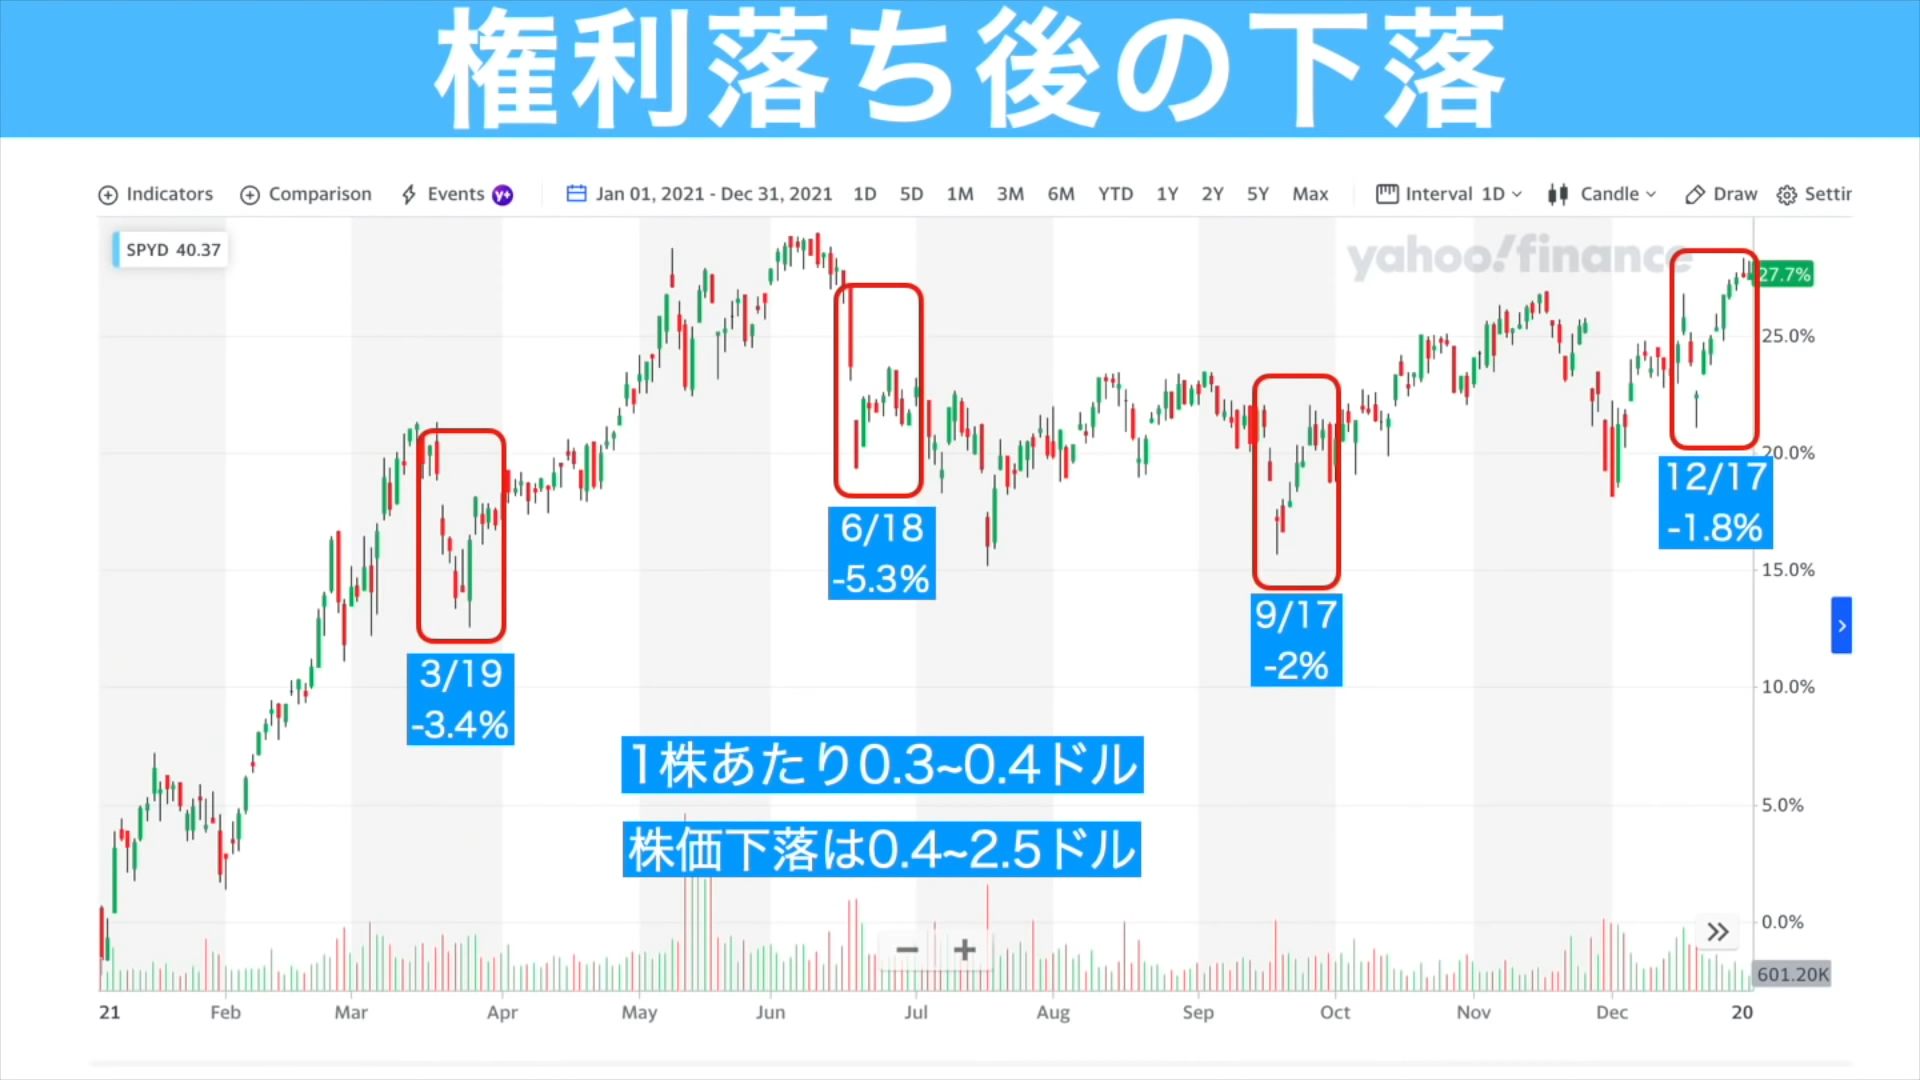 権利落ち後の下落
Indicators Comparison Events y+ Jan 01, 2021 - Dec 31, 2021 1D 5D 1M 3M 6M YTD 1Y 2Y 5Y Max Interval 1D Candle Draw Settir
SPYD 40.37
yahoo!finance
27.7%
25.0%
20.0%
15.0%
10.0%
5.0%
0.0%
601.20K
3/19
-3.4%
6/18
-5.3%
9/17
-2%
12/17
-1.8%
1株あたり0.3~0.4ドル
株価下落は0.4~2.5ドル
21 Feb Mar Apr May Jun Jul Aug Sep Oct Nov Dec 20